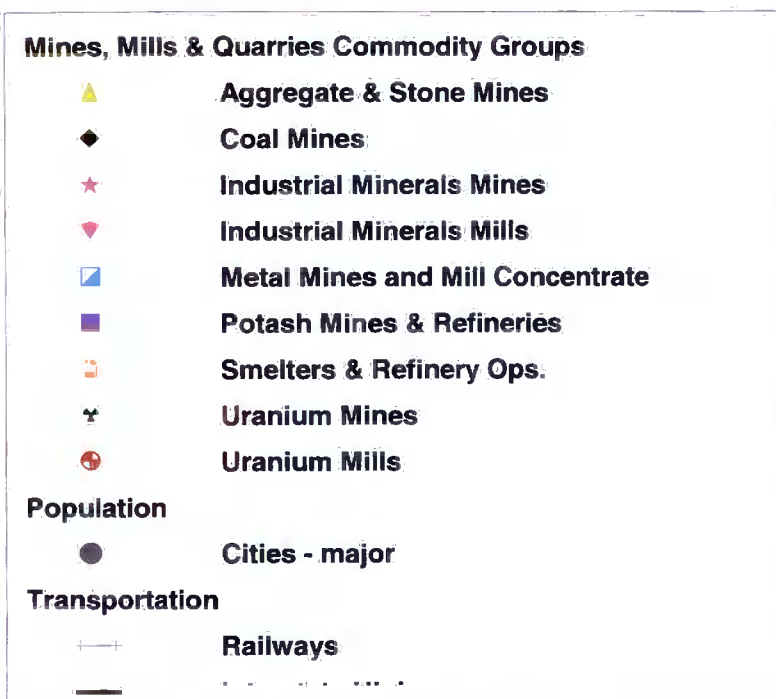 Mines, Mills & Quarries Commodity Groups
Aggregate & Stone Mines
Coal Mines
Industrial Minerals Mines
Industrial Minerals Mills
Metal Mines and Mill Concentrate
Potash Mines & Refineries
Smelters & Refinery Ops.
Uranium Mines
Uranium Mills
Population
Cities - major
Transportation
Railways